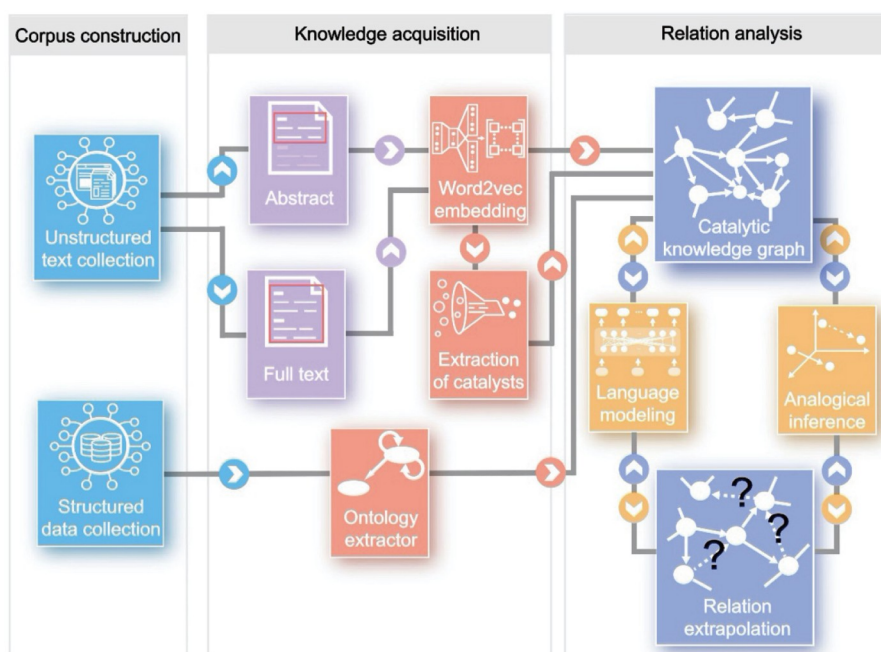 Corpus construction
Knowledge acquisition
Relation analysis
Unstructured
text collection
Structured
data collection
Abstract
Full text
Word2vec
embedding
Extraction
of catalysts
Ontology
extractor
Catalytic
knowledge graph
Language
modeling
Analogical
inference
?
?
?
Relation
extrapolation